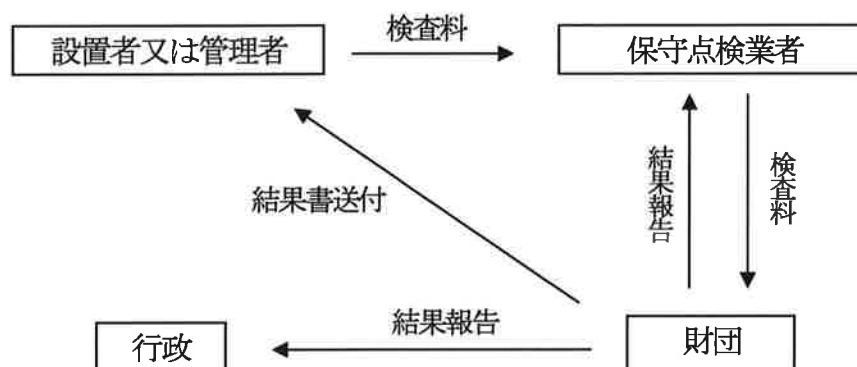 検査料
設置者又は管理者
保守点検業者
結果報告
検査料
結果書送付
結果報告
行政
財団